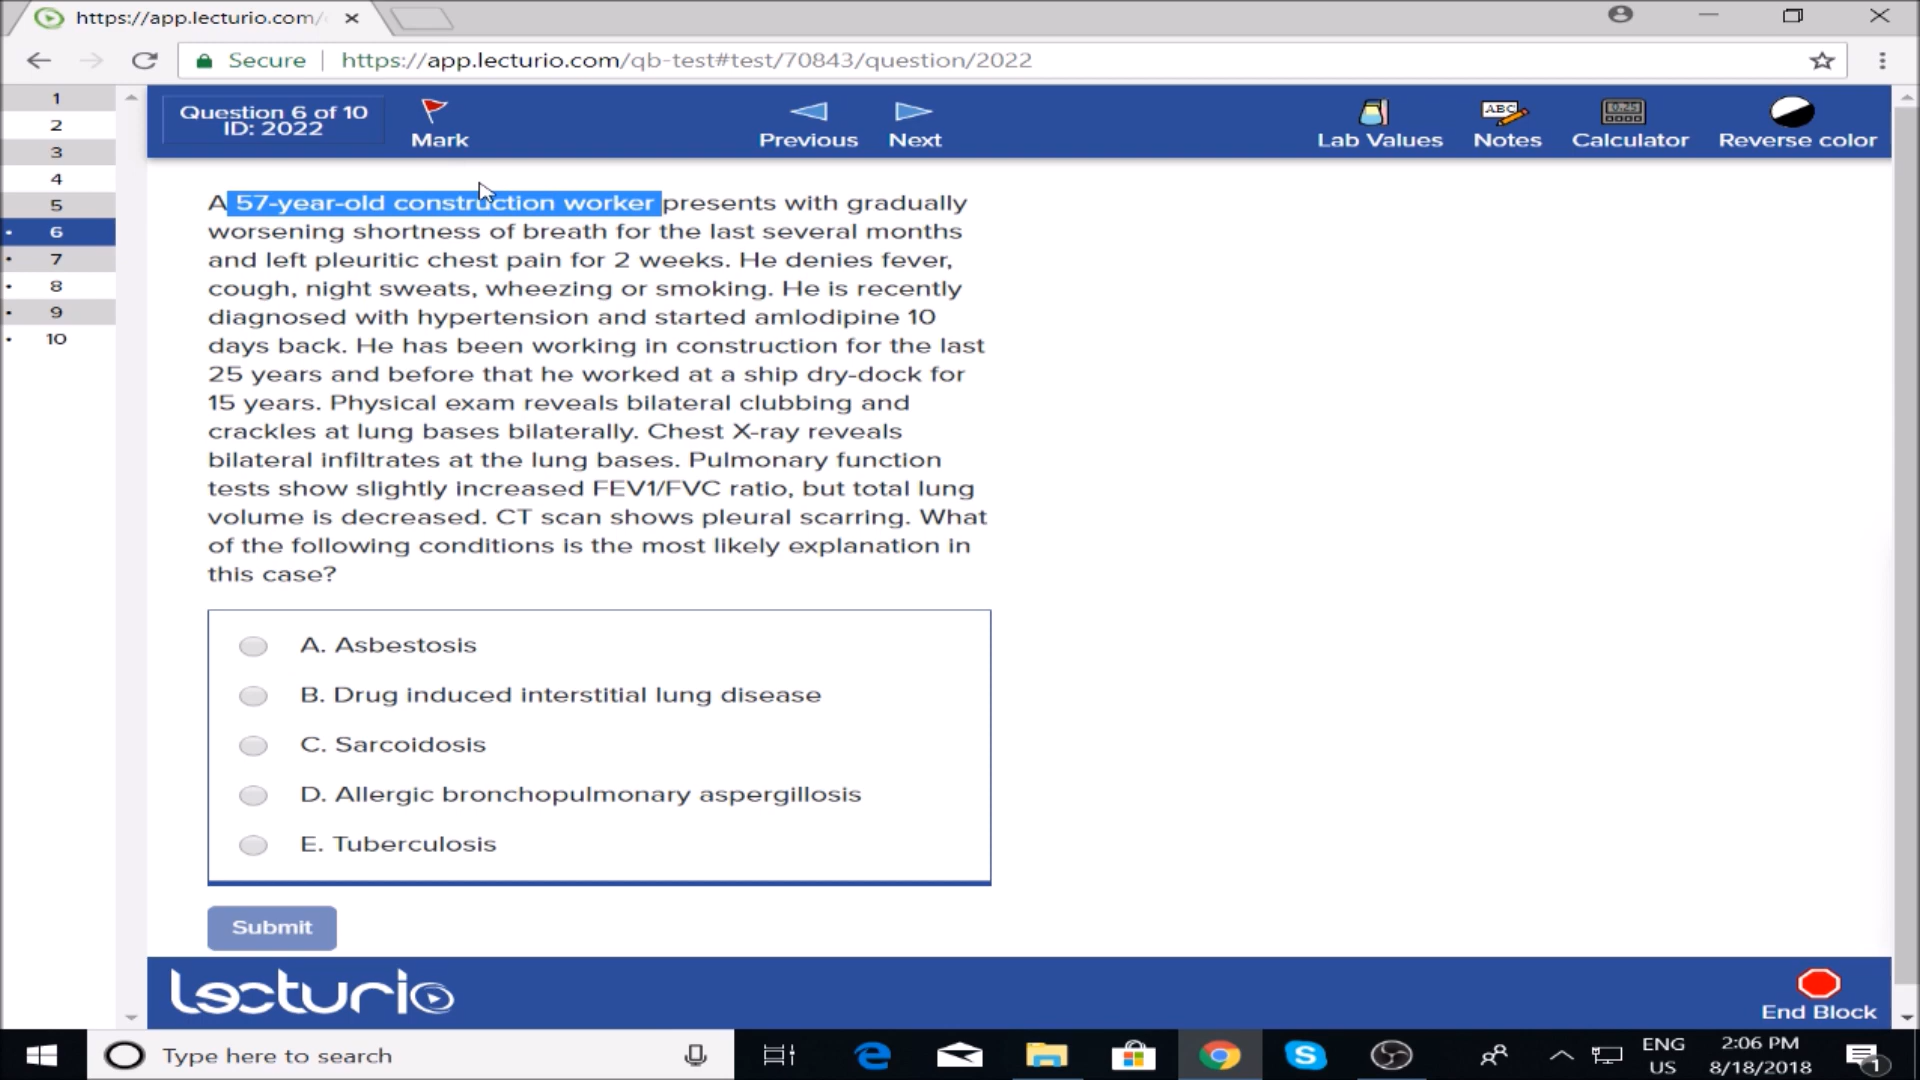 https://app.lecturio.com/
Secure
https://app.lecturio.com/qb-test#test/70843/question/2022
1
2
3
4
5
6
7
8
9
10
Question 6 of 10
ID: 2022
Mark
Previous
Next
Lab Values
ABC
Notes
0.25
Calculator
Reverse color
A 57-year-old construction worker presents with gradually
worsening shortness of breath for the last several months
and left pleuritic chest pain for 2 weeks. He denies fever,
cough, night sweats, wheezing or smoking. He is recently
diagnosed with hypertension and started amlodipine 10
days back. He has been working in construction for the last
25 years and before that he worked at a ship dry-dock for
15 years. Physical exam reveals bilateral clubbing and
crackles at lung bases bilaterally. Chest X-ray reveals
bilateral infiltrates at the lung bases. Pulmonary function
tests show slightly increased FEV1/FVC ratio, but total lung
volume is decreased. CT scan shows pleural scarring. What
of the following conditions is the most likely explanation in
this case?
A. Asbestosis
B. Drug induced interstitial lung disease
C. Sarcoidosis
D. Allergic bronchopulmonary aspergillosis
E. Tuberculosis
Submit
lecturio
End Block
Type here to search
ENG
US
2:06 PM
8/18/2018
1